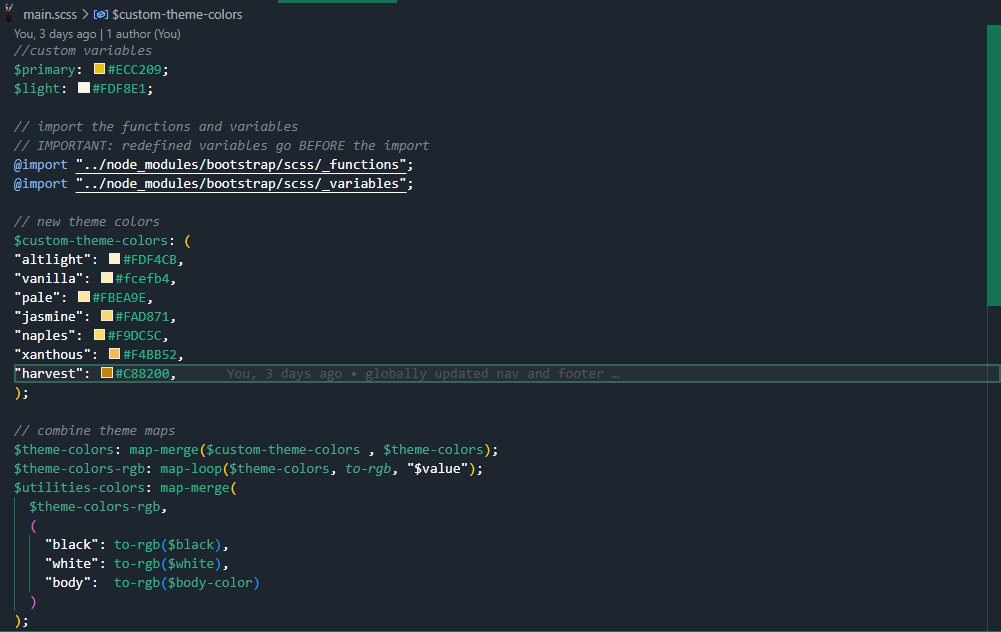 main.scss > $custom-theme-colors
You, 3 days ago | 1 author (You)
//custom variables
$primary: #ECC209;
$light: #FDF8E1;
// import the functions and variables
// IMPORTANT: redefined variables go BEFORE the import
@import "../node_modules/bootstrap/scss/_functions";
@import "../node_modules/bootstrap/scss/_variables";
// new theme colors
$custom-theme-colors: (
"altlight": #FDF4CB,
"vanilla": #fcefb4,
"pale": #FBEA9E,
"jasmine": #FAD871,
"naples": #F9DC5C,
"xanthous": #F4BB52,
"harvest": #C88200, You, 3 days ago • globally updated nav and footer …
);
// combine theme maps
$theme-colors: map-merge($custom-theme-colors , $theme-colors);
$theme-colors-rgb: map-loop($theme-colors, to-rgb, "$value");
$utilities-colors: map-merge(
$theme-colors-rgb,
(
"black": to-rgb($black),
"white": to-rgb($white),
"body": to-rgb($body-color)
)
);